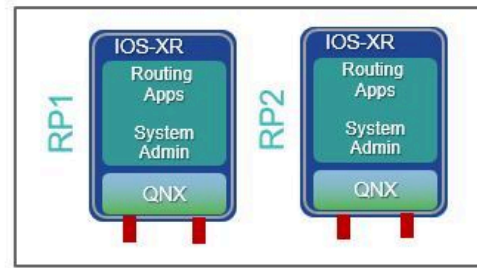 RP1
IOS-XR
Routing
Apps
System
Admin
QNX
RP2
IOS-XR
Routing
Apps
System
Admin
QNX